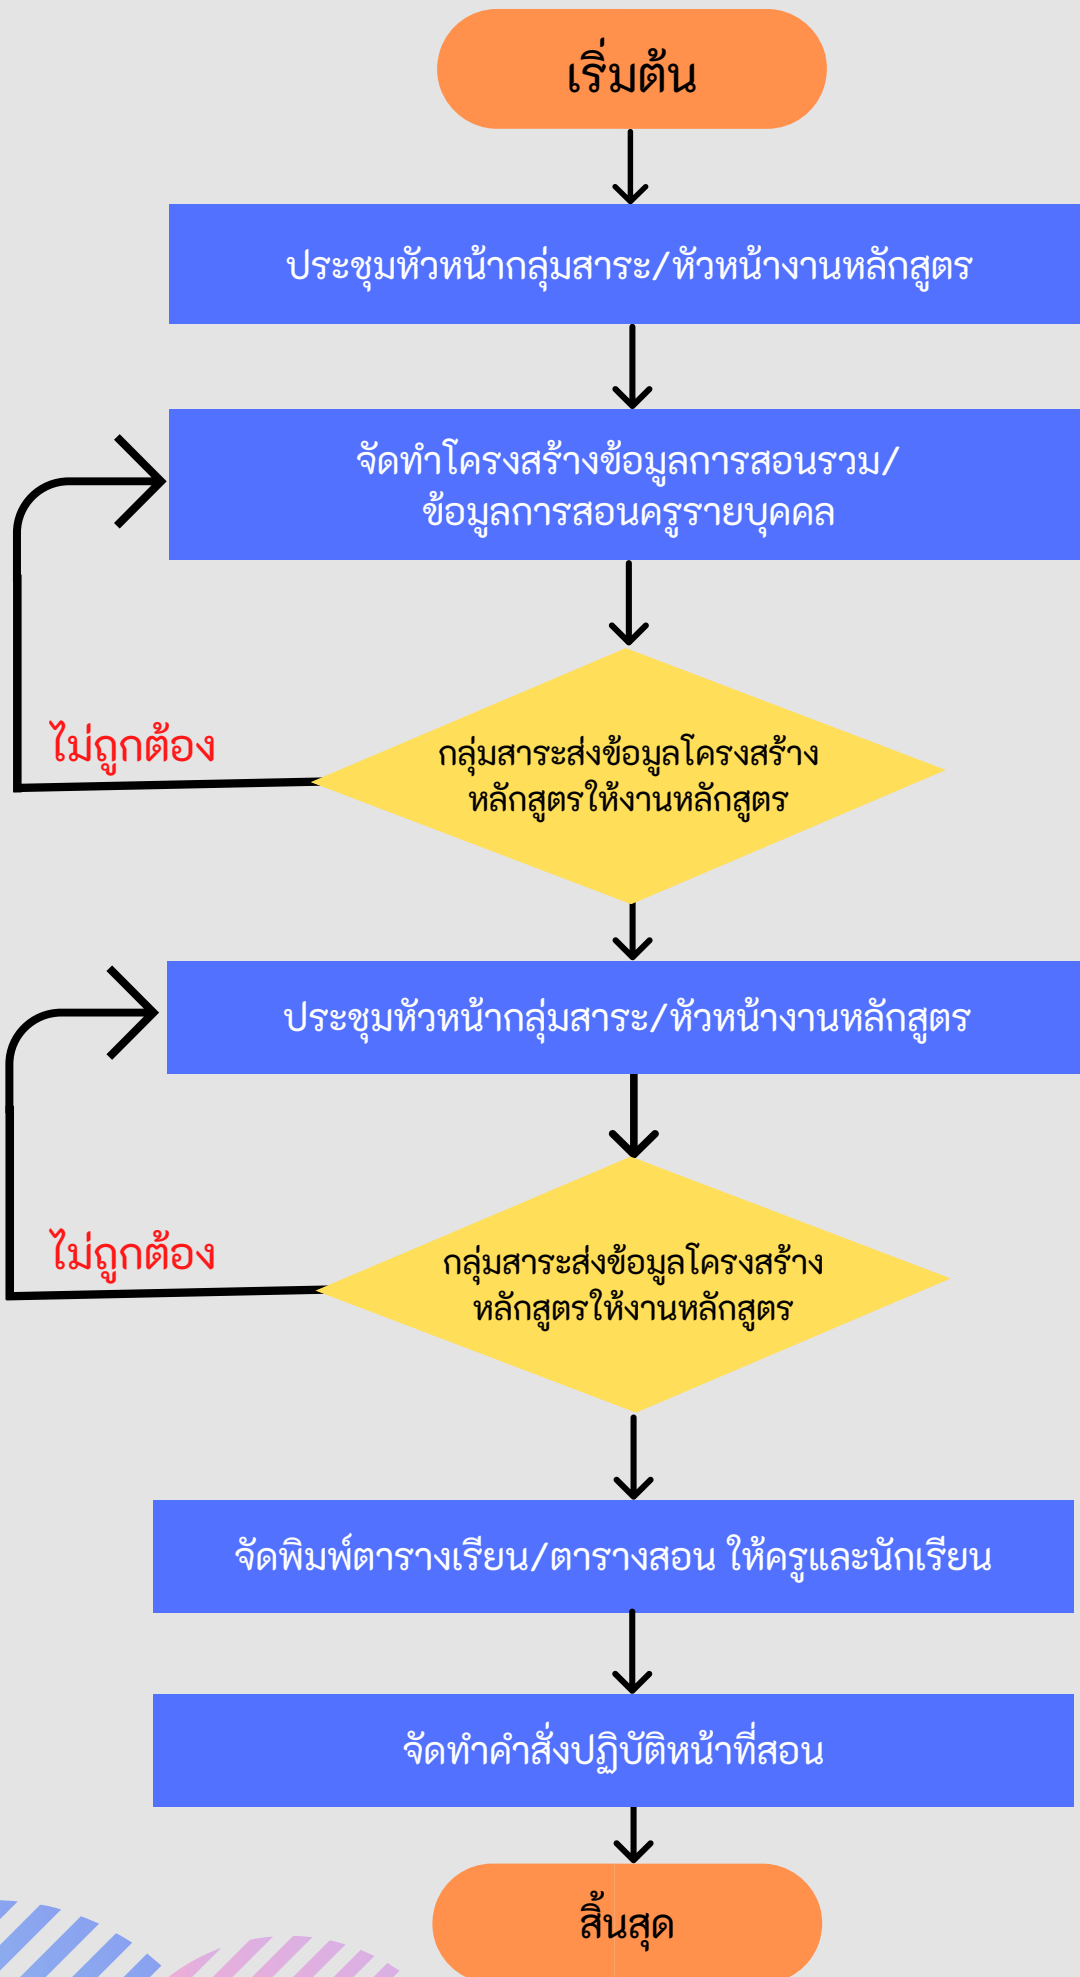 เริ่มต้น
ประชุมหัวหน้ากลุ่มสาระ/หัวหน้างานหลักสูตร
จัดทำโครงสร้างข้อมูลการสอนรวม/
ข้อมูลการสอนครูรายบุคคล
ไม่ถูกต้อง
กลุ่มสาระส่งข้อมูลโครงสร้าง
หลักสูตรให้งานหลักสูตร
ประชุมหัวหน้ากลุ่มสาระ/หัวหน้างานหลักสูตร
ไม่ถูกต้อง
กลุ่มสาระส่งข้อมูลโครงสร้าง
หลักสูตรให้งานหลักสูตร
จัดพิมพ์ตารางเรียน/ตารางสอน ให้ครูและนักเรียน
จัดทำคำสั่งปฏิบัติหน้าที่สอน
สิ้นสุด